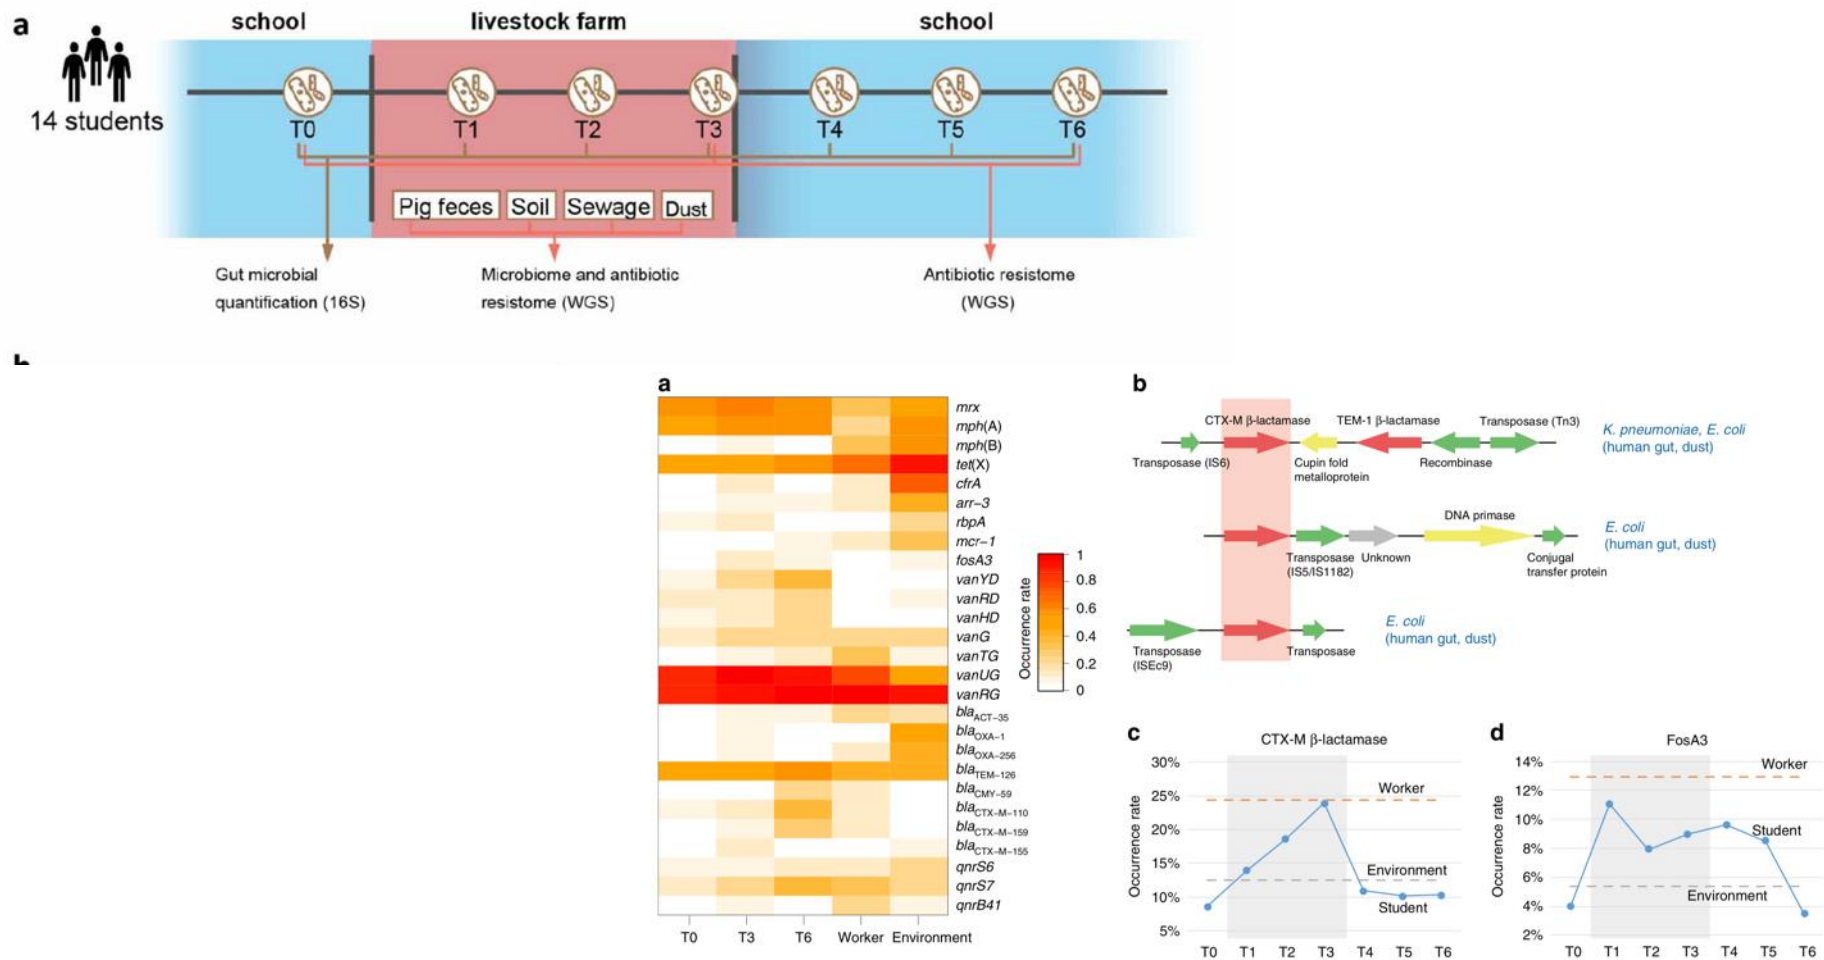 a
school
livestock farm
school
14 students
T0
T1
T2
T3
T4
T5
T6
Pig feces
Soil
Sewage
Dust
Gut microbial
quantification (16S)
Microbiome and antibiotic
resistome (WGS)
Antibiotic resistome
(WGS)
a
mrx
mph(A)
mph(B)
tet(X)
cfrA
arr−3
rbpA
mcr−1
fosA3
vanYD
vanRD
vanHD
vanG
vanTG
vanUG
vanRG
blaACT−35
blaOXA−1
blaOXA−256
blaTEM−126
blaCMY−59
blaCTX−M−110
blaCTX−M−159
blaCTX−M−155
qnrS6
qnrS7
qnrB41
T0
T3
T6
Worker
Environment
Occurrence rate
1
0.8
0.6
0.4
0.2
0
b
CTX-M β-lactamase
TEM-1 β-lactamase
Transposase (Tn3)
Transposase (IS6)
Cupin fold
metalloprotein
Recombinase
K. pneumoniae, E. coli
(human gut, dust)
DNA primase
Transposase
(IS5/IS1182)
Unknown
Conjugal
transfer protein
E. coli
(human gut, dust)
Transposase
(ISEc9)
Transposase
E. coli
(human gut, dust)
c
CTX-M β-lactamase
Occurrence rate
30%
25%
20%
15%
10%
5%
Worker
Environment
Student
T0
T1
T2
T3
T4
T5
T6
d
FosA3
Occurrence rate
14%
12%
10%
8%
6%
4%
2%
Worker
Student
Environment
T0
T1
T2
T3
T4
T5
T6